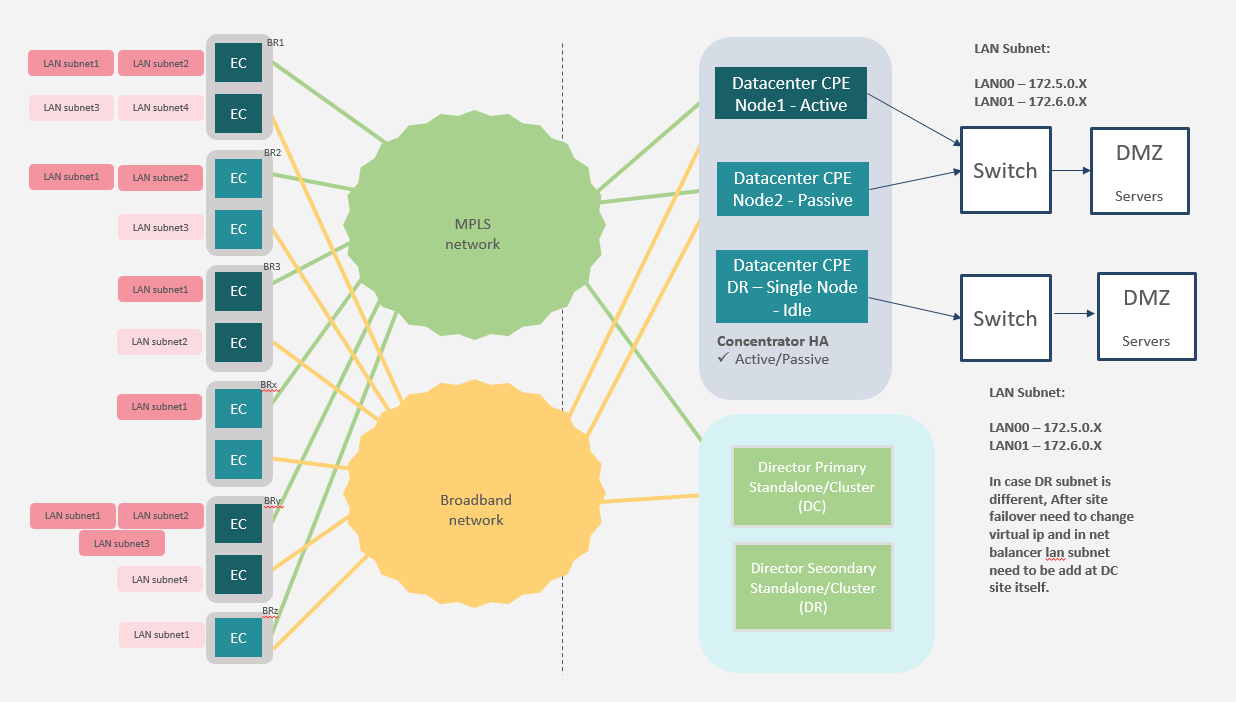 BR1
LAN subnet1
LAN subnet2
EC
LAN subnet3
LAN subnet4
EC
BR2
LAN subnet1
LAN subnet2
EC
LAN subnet3
EC
BR3
LAN subnet1
EC
LAN subnet2
EC
BRx
LAN subnet1
EC
EC
BRy
LAN subnet1
LAN subnet2
EC
LAN subnet3
LAN subnet4
EC
BRz
LAN subnet1
EC
MPLS
network
Broadband
network
Datacenter CPE
Node1 - Active
Datacenter CPE
Node2 - Passive
Datacenter CPE
DR – Single Node
- Idle
Concentrator HA
✓ Active/Passive
Director Primary
Standalone/Cluster
(DC)
Director Secondary
Standalone/Cluster
(DR)
LAN Subnet:
LAN00 – 172.5.0.X
LAN01 – 172.6.0.X
Switch
DMZ
Servers
Switch
DMZ
Servers
LAN Subnet:
LAN00 – 172.5.0.X
LAN01 – 172.6.0.X
In case DR subnet is
different, After site
failover need to change
virtual ip and in net
balancer lan subnet
need to be add at DC
site itself.